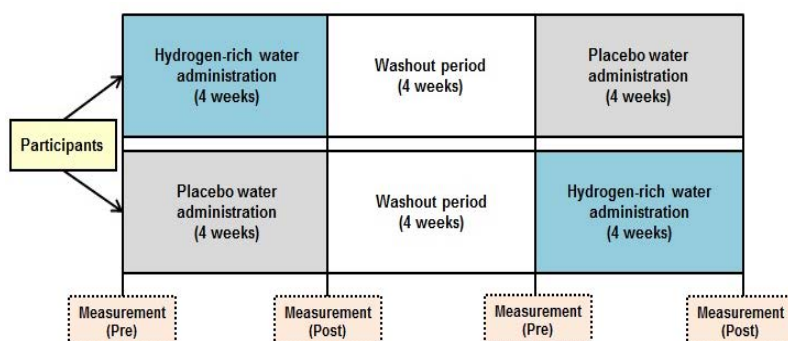 Hydrogen-rich water
administration
(4 weeks)
Washout period
(4 weeks)
Placebo water
administration
(4 weeks)
Participants
Placebo water
administration
(4 weeks)
Washout period
(4 weeks)
Hydrogen-rich water
administration
(4 weeks)
Measurement
(Pre)
Measurement
(Post)
Measurement
(Pre)
Measurement
(Post)